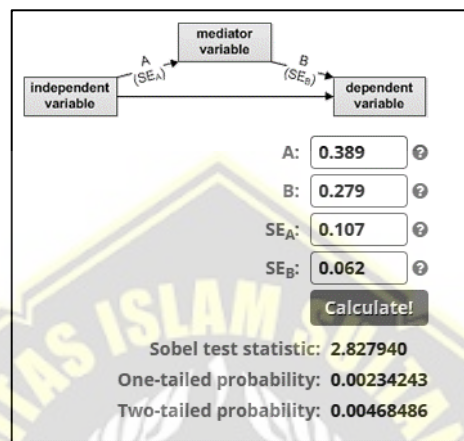 mediator
variable
A
(SEA)
B
(SEB)
independent
variable
dependent
variable
A: 0.389 ?
B: 0.279 ?
SEA: 0.107 ?
SEB: 0.062 ?
Calculate!
Sobel test statistic: 2.827940
One-tailed probability: 0.00234243
Two-tailed probability: 0.00468486
ISLAM